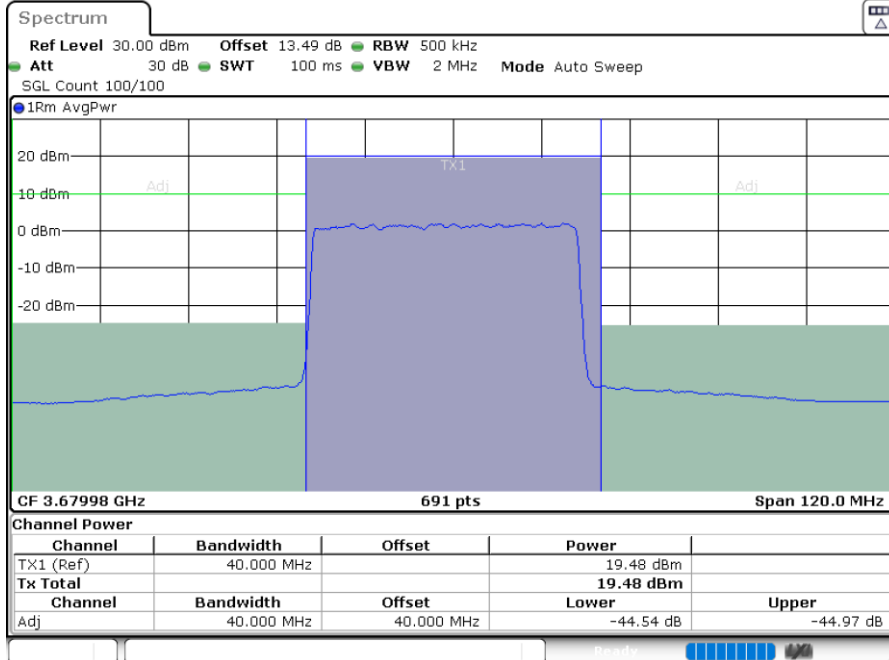 Spectrum
Ref Level 30.00 dBm Offset 13.49 dB RBW 500 kHz
Att 30 dB SWT 100 ms VBW 2 MHz Mode Auto Sweep
SGL Count 100/100
1Rm AvgPwr
20 dBm
TX1
Adj Adj
10 dBm
0 dBm
-10 dBm
-20 dBm
CF 3.67998 GHz 691 pts Span 120.0 MHz
Channel Power
Channel Bandwidth Offset Power
TX1 (Ref) 40.000 MHz 19.48 dBm
Tx Total 19.48 dBm
Channel Bandwidth Offset Lower Upper
Adj 40.000 MHz 40.000 MHz -44.54 dB -44.97 dB
Ready